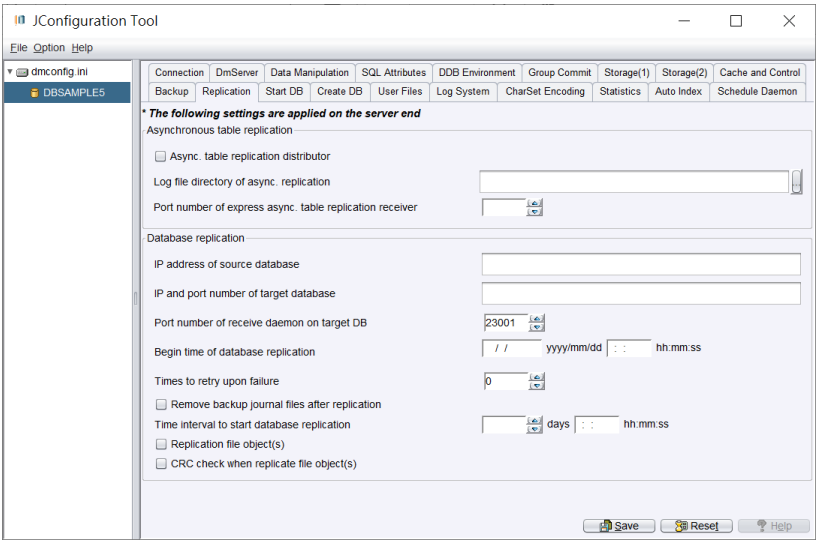 JConfiguration Tool
File Option Help
dmconfig.ini
DBSAMPLE5
Connection DmServer Data Manipulation SQL Attributes DDB Environment Group Commit Storage(1) Storage(2) Cache and Control
Backup Replication Start DB Create DB User Files Log System CharSet Encoding Statistics Auto Index Schedule Daemon
* The following settings are applied on the server end
Asynchronous table replication
Async. table replication distributor
Log file directory of async. replication ...
Port number of express async. table replication receiver
Database replication
IP address of source database
IP and port number of target database
Port number of receive daemon on target DB 23001
Begin time of database replication / / yyyy/mm/dd : : hh:mm:ss
Times to retry upon failure 0
Remove backup journal files after replication
Time interval to start database replication days : : hh:mm:ss
Replication file object(s)
CRC check when replicate file object(s)
Save Reset Help